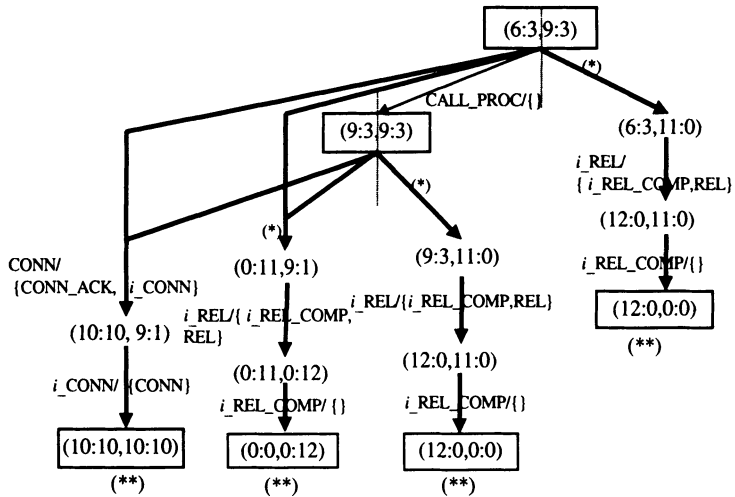 (6:3,9:3)
(*)
CALL_PROC/{}
(9:3,9:3)
(6:3,11:0)
i_REL/
{ i_REL_COMP,REL}
(*)
(12:0,11:0)
(*)
(9:3,11:0)
(0:11,9:1)
CONN/
{CONN_ACK, i_CONN}
i_REL_COMP/{}
i_REL/{ i_REL_COMP,
REL}
i_REL/{i_REL_COMP,REL}
(12:0,0:0)
(**)
(10:10, 9:1)
(0:11,0:12)
(12:0,11:0)
i_CONN/ {CONN}
i_REL_COMP/ {}
i_REL_COMP/{}
(10:10,10:10)
(0:0,0:12)
(12:0,0:0)
(**)
(**)
(**)